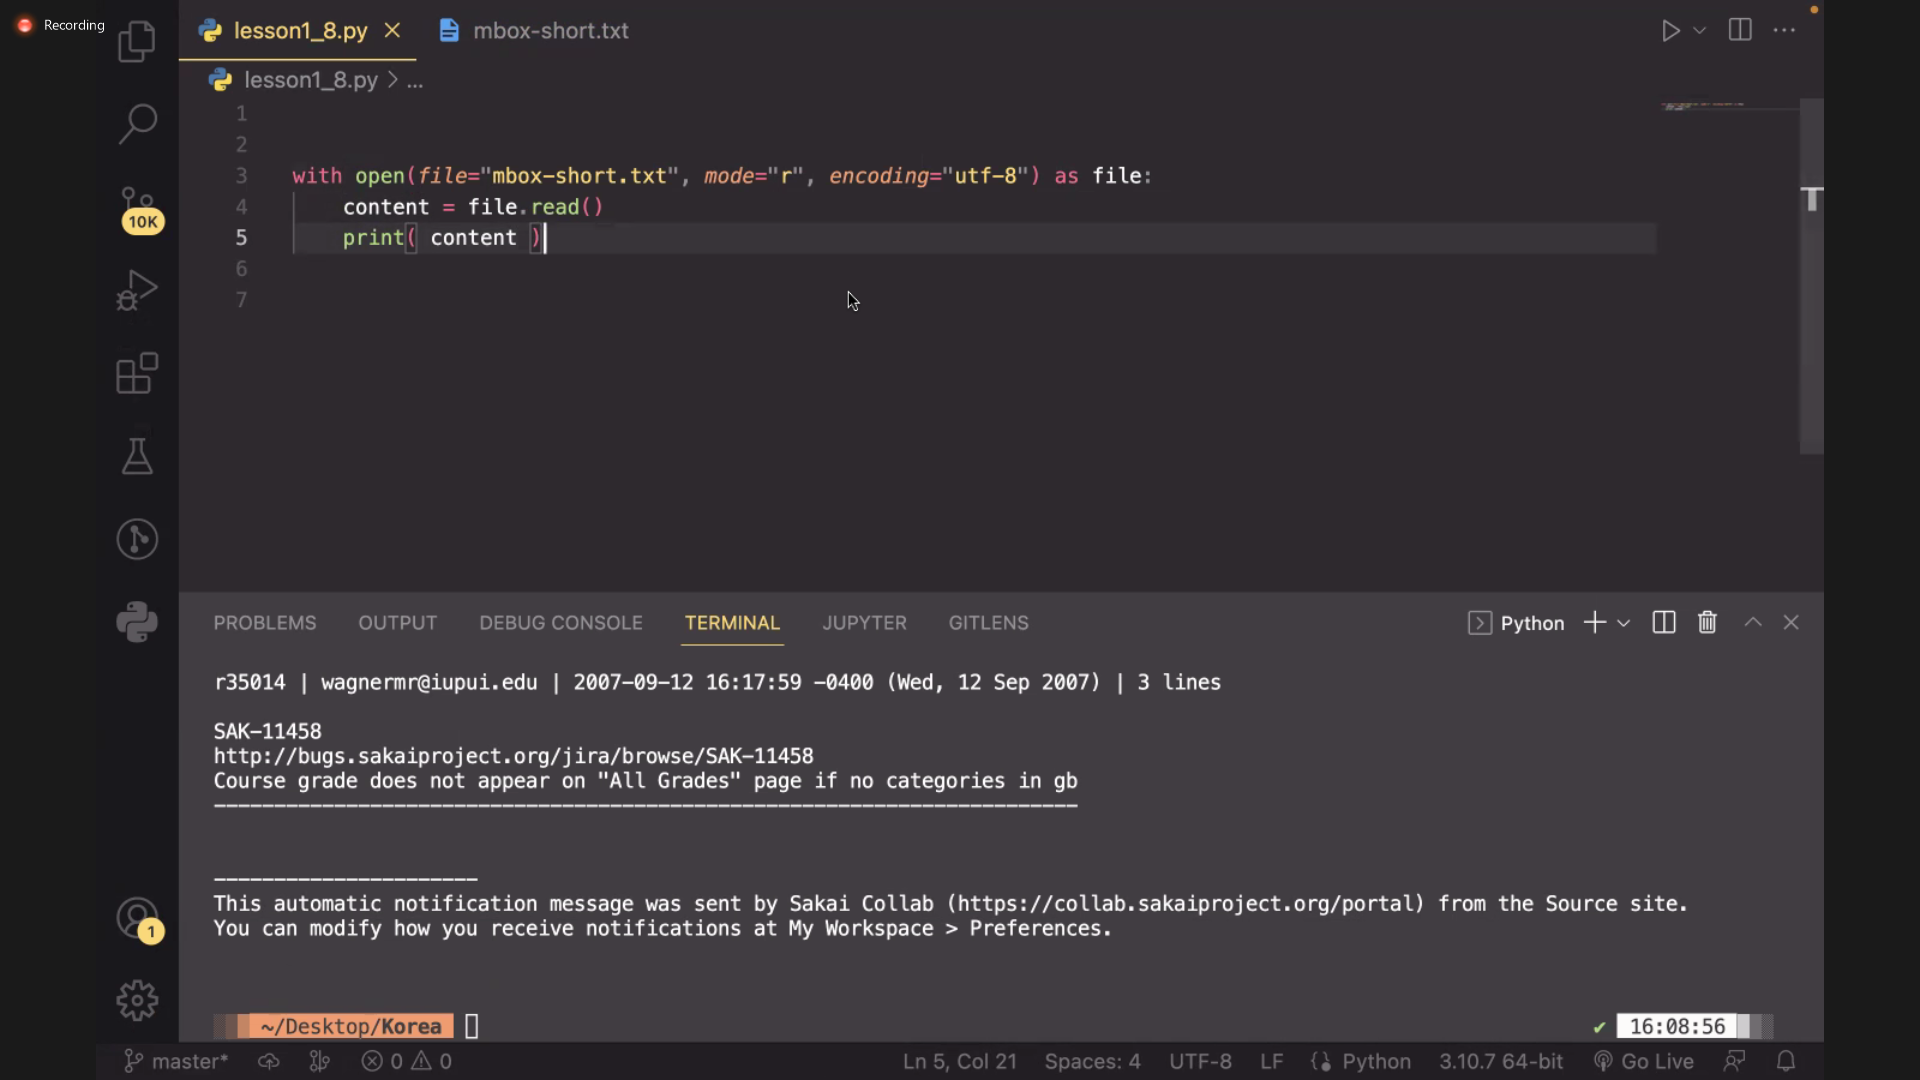 Recording
lesson1_8.py
mbox-short.txt
lesson1_8.py > ...
1
2
3 with open(file="mbox-short.txt", mode="r", encoding="utf-8") as file:
4 content = file.read()
5 print( content )
6
7
10K
PROBLEMS OUTPUT DEBUG CONSOLE TERMINAL JUPYTER GITLENS Python
r35014 | wagnermr@iupui.edu | 2007-09-12 16:17:59 -0400 (Wed, 12 Sep 2007) | 3 lines
SAK-11458
http://bugs.sakaiproject.org/jira/browse/SAK-11458
Course grade does not appear on "All Grades" page if no categories in gb
------------------------------------------------------------------------
----------------------
This automatic notification message was sent by Sakai Collab (https://collab.sakaiproject.org/portal) from the Source site.
You can modify how you receive notifications at My Workspace > Preferences.
1
~/Desktop/Korea
✔ 16:08:56
master* 0 0 Ln 5, Col 21 Spaces: 4 UTF-8 LF Python 3.10.7 64-bit Go Live